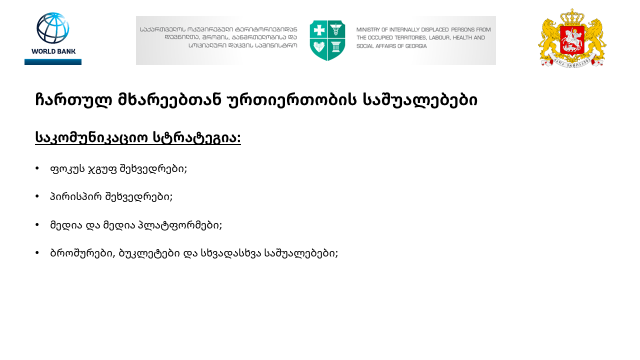 WORLD BANK
საქართველოს ოკუპირებული ტერიტორიებიდან
დევნილთა, შრომის, ჯანმრთელობისა და
სოციალური დაცვის სამინისტრო
MINISTRY OF INTERNALLY DISPLACED PERSONS FROM
THE OCCUPIED TERRITORIES, LABOUR, HEALTH AND
SOCIAL AFFAIRS OF GEORGIA
ჩართულ მხარეებთან ურთიერთობის საშუალებები
საკომუნიკაციო სტრატეგია:
• ფოკუს ჯგუფ შეხვედრები;
• პირისპირ შეხვედრები;
• მედია და მედია პლატფორმები;
• ბროშურები, ბუკლეტები და სხვადასხვა საშუალებები;